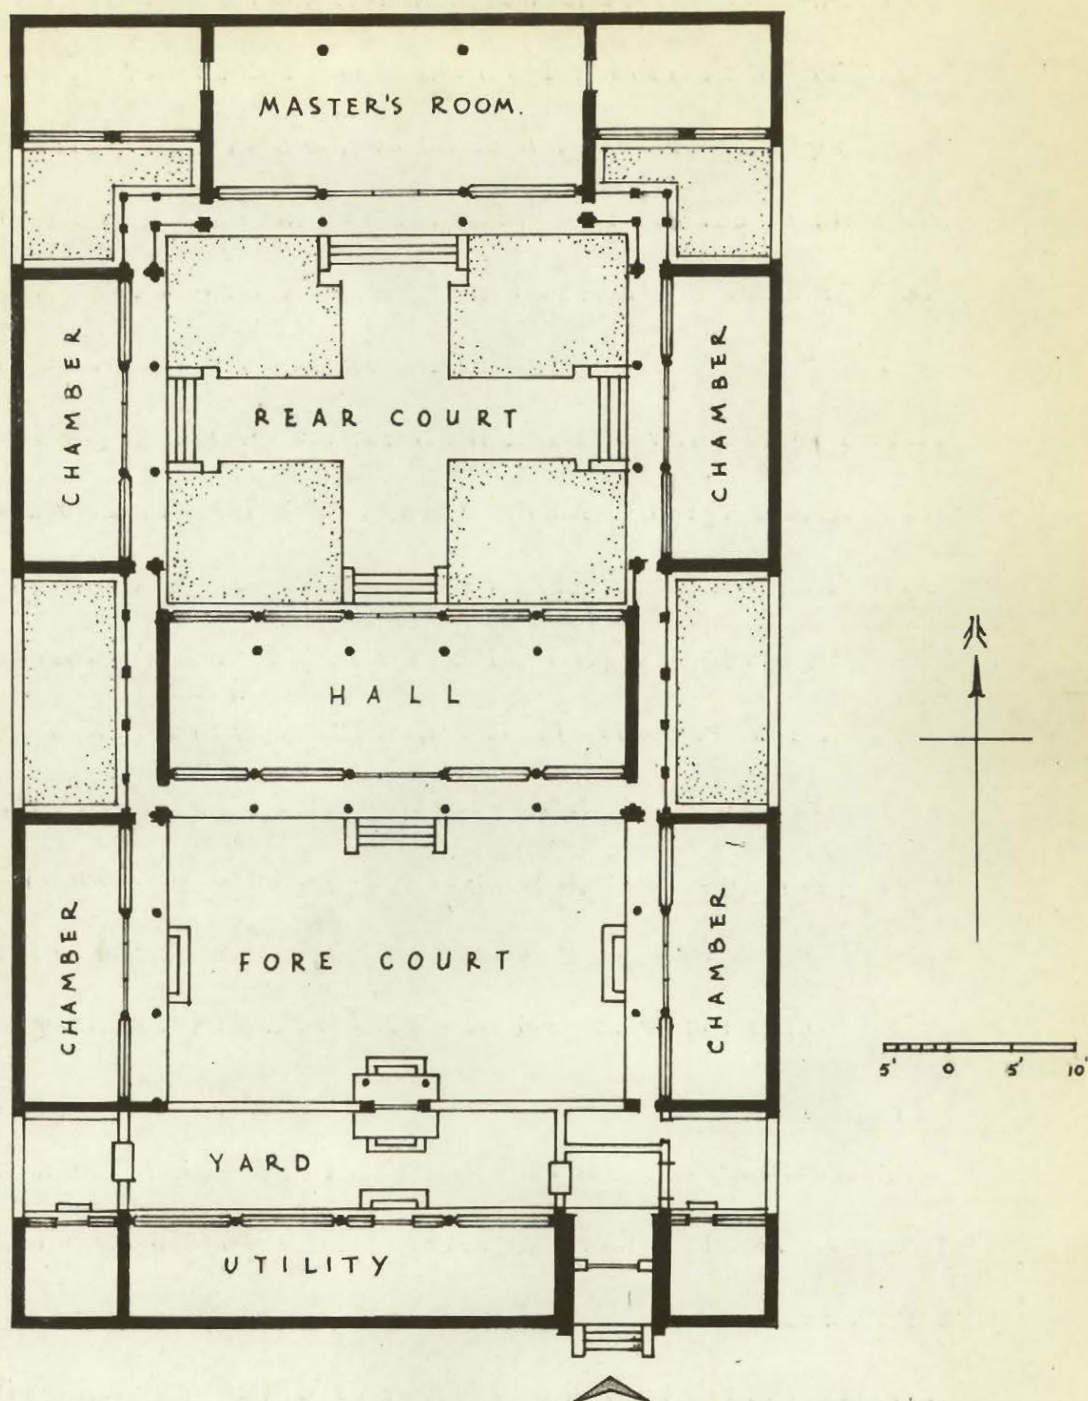 MASTER'S ROOM.
CHAMBER
CHAMBER
REAR COURT
HALL
CHAMBER
CHAMBER
FORE COURT
5' 0 5' 10'
YARD
UTILITY